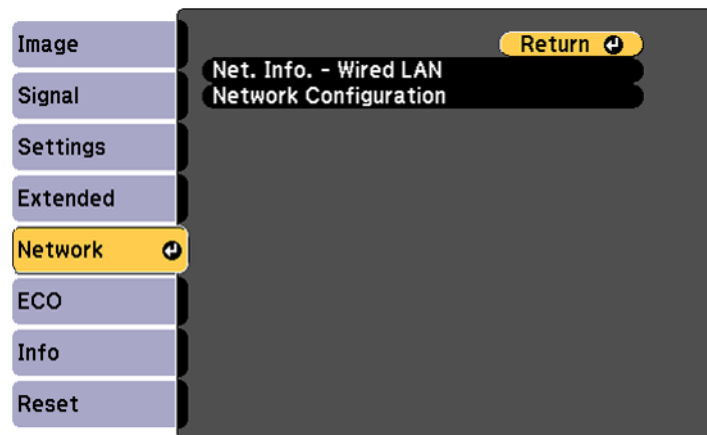 Image
Signal
Settings
Extended
Network
ECO
Info
Reset
Return
Net. Info. - Wired LAN
Network Configuration